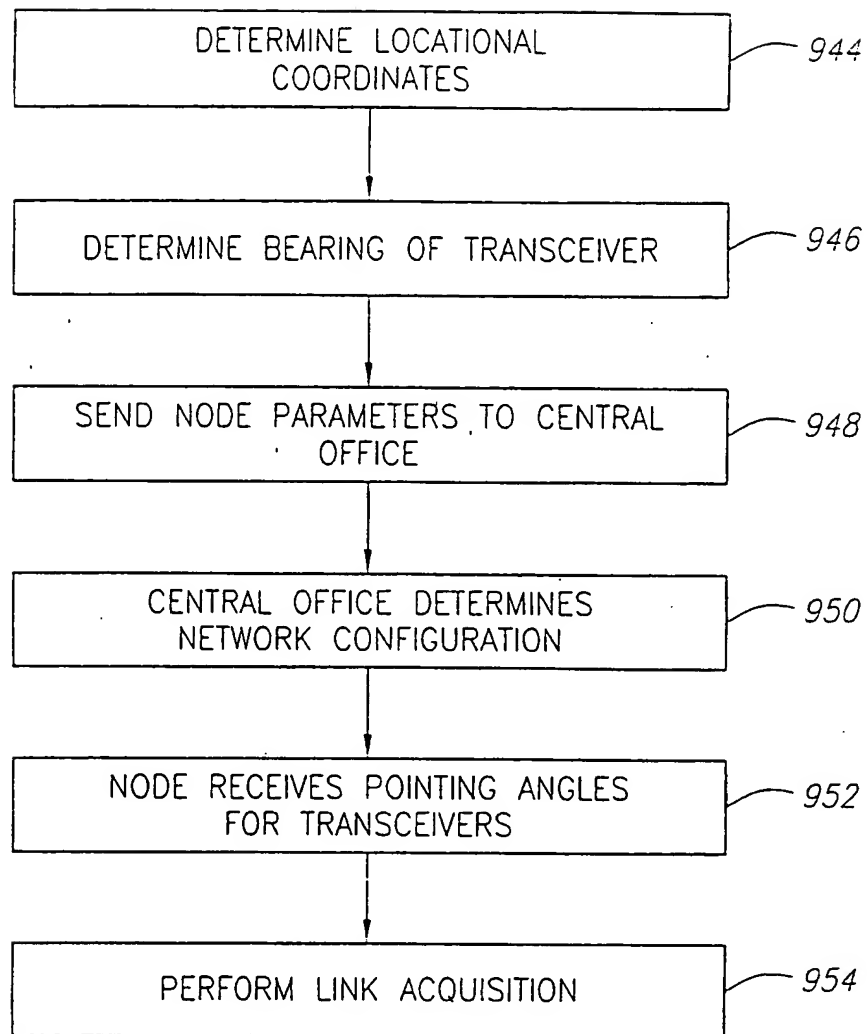 DETERMINE LOCATIONAL
COORDINATES
944
DETERMINE BEARING OF TRANSCEIVER
946
SEND NODE PARAMETERS TO CENTRAL
OFFICE
948
CENTRAL OFFICE DETERMINES
NETWORK CONFIGURATION
950
NODE RECEIVES POINTING ANGLES
FOR TRANSCEIVERS
952
PERFORM LINK ACQUISITION
954